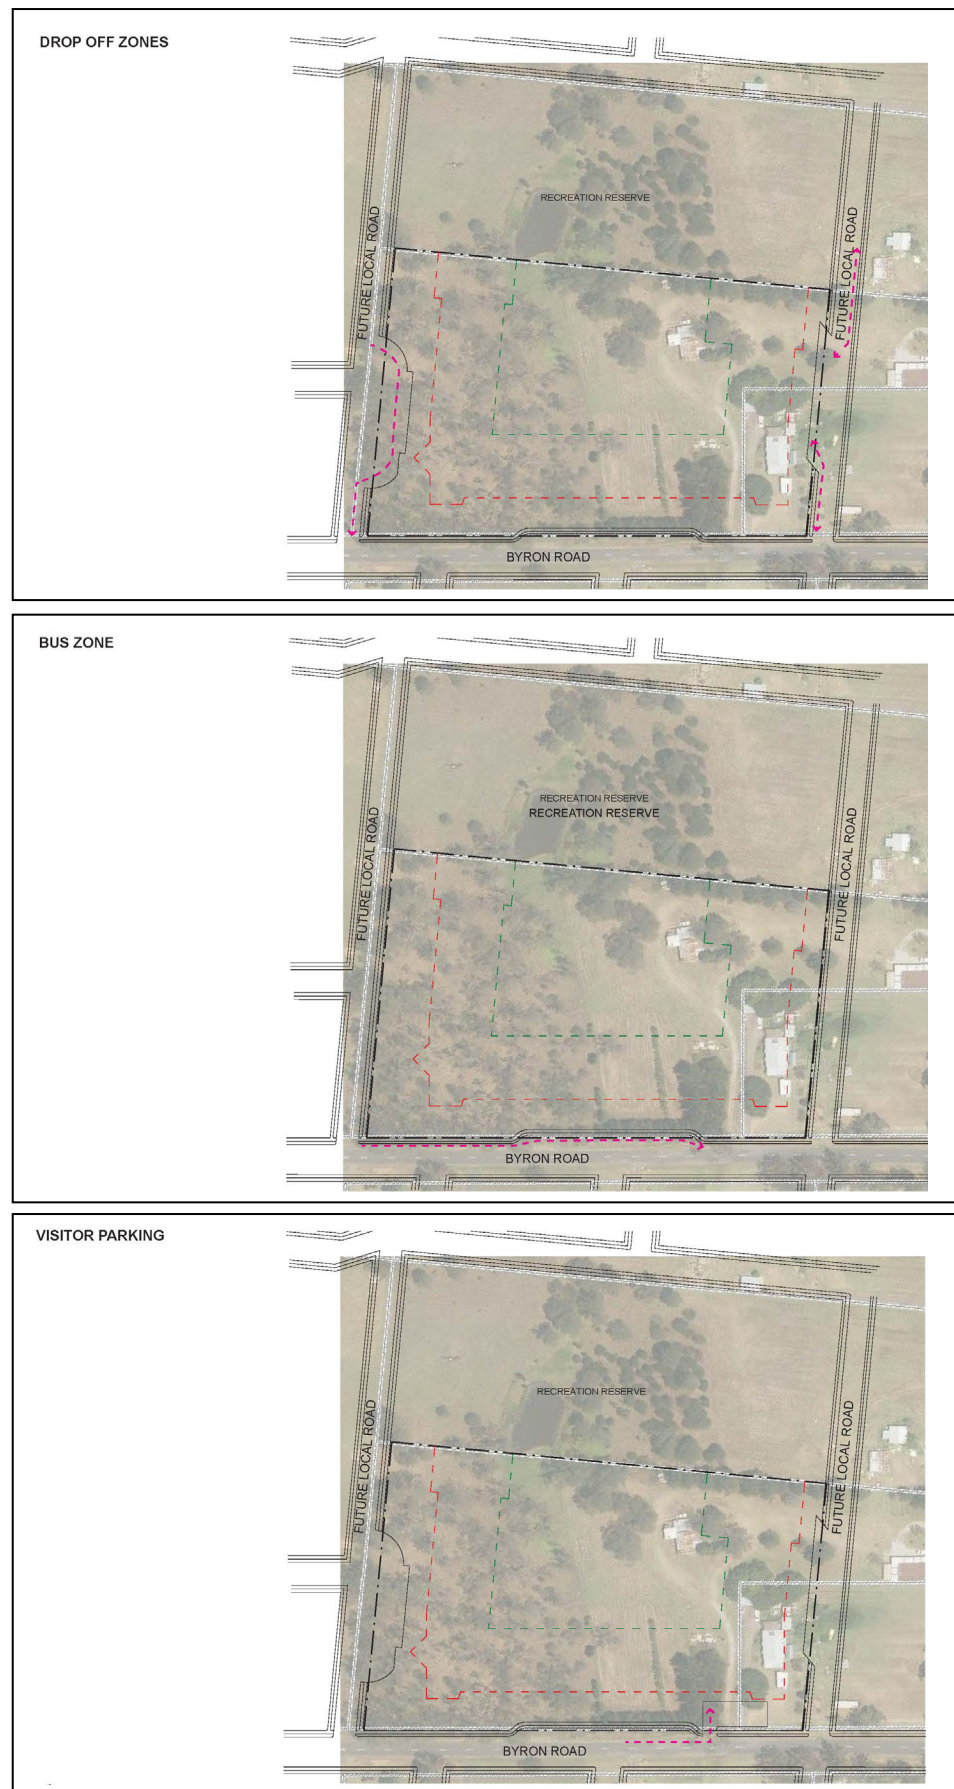 DROP OFF ZONES
RECREATION RESERVE
FUTURE LOCAL ROAD
FUTURE LOCAL ROAD
BYRON ROAD
BUS ZONE
RECREATION RESERVE
RECREATION RESERVE
FUTURE LOCAL ROAD
FUTURE LOCAL ROAD
BYRON ROAD
VISITOR PARKING
RECREATION RESERVE
FUTURE LOCAL ROAD
FUTURE LOCAL ROAD
BYRON ROAD